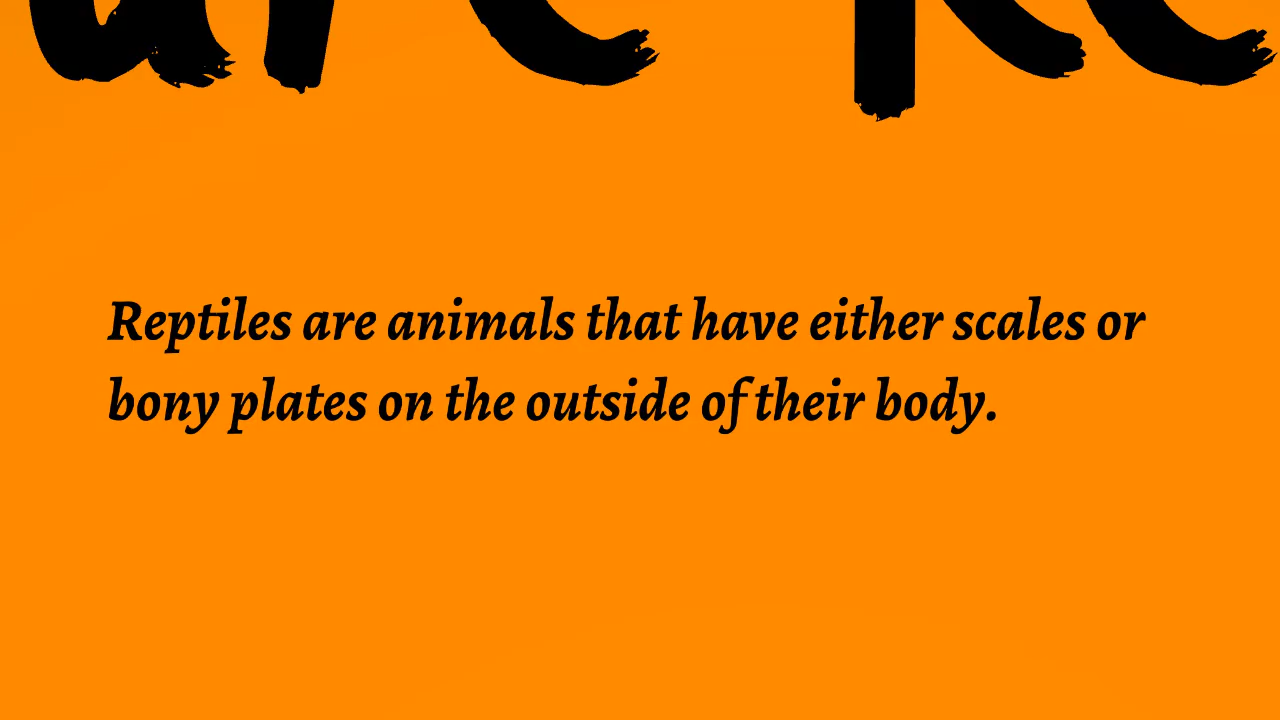 Reptiles are animals that have either scales or
bony plates on the outside of their body.